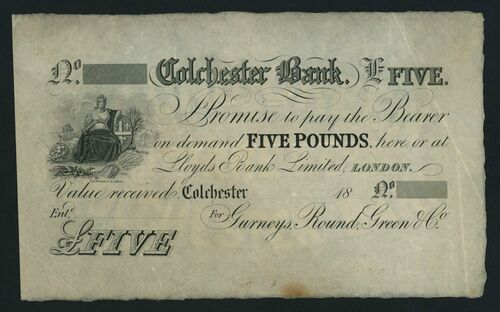 No. Colchester Bank. £ FIVE.
I Promise to pay the Bearer
on demand FIVE POUNDS, here or at
Lloyds Bank Limited, LONDON.
Value received, Colchester 18 No.
Ent.
For Gurneys, Round, Green & Co.
£FIVE